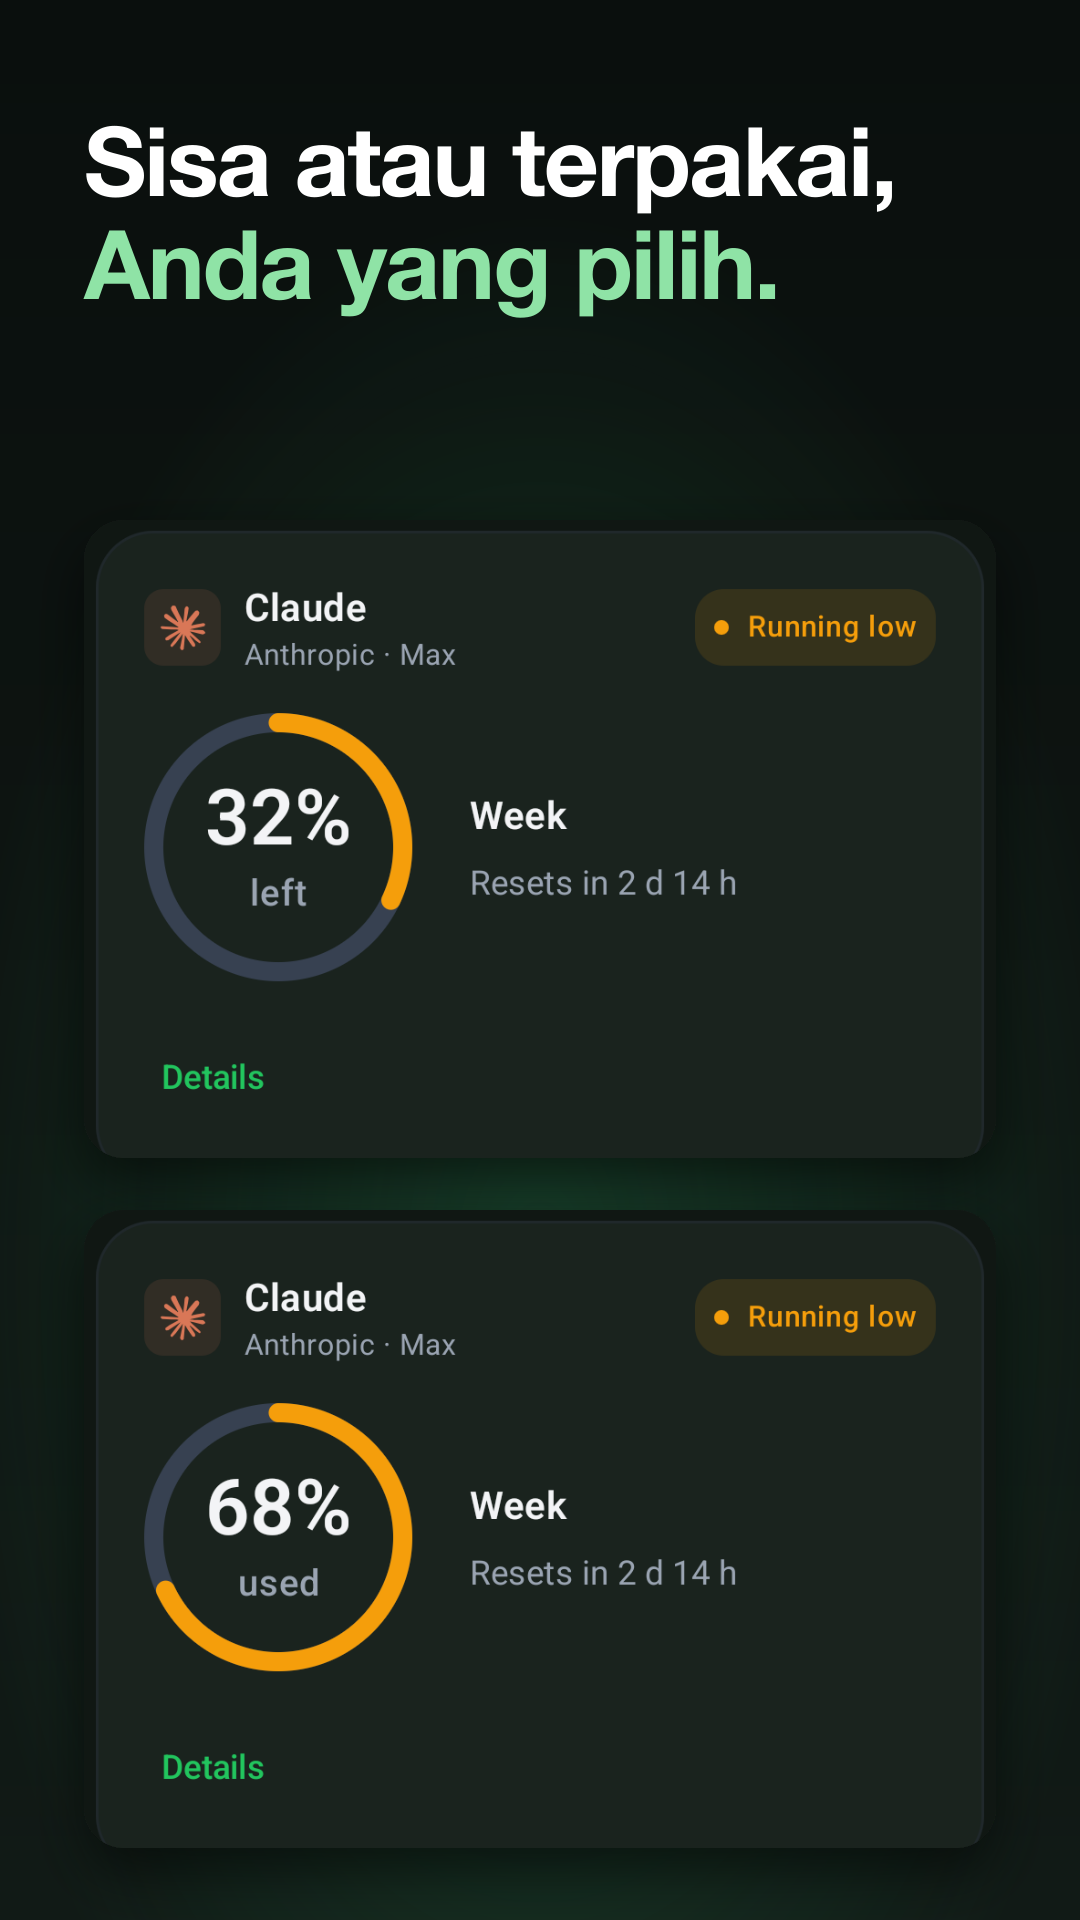 Sisa atau terpakai,
Anda yang pilih.
Claude
Anthropic · Max
Running low
32%
left
Week
Resets in 2 d 14 h
Details
Claude
Anthropic · Max
Running low
68%
used
Week
Resets in 2 d 14 h
Details